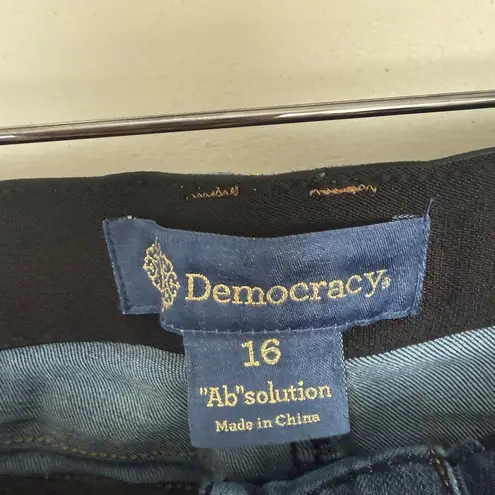 Democracy®
16
"Ab"solution
Made in China